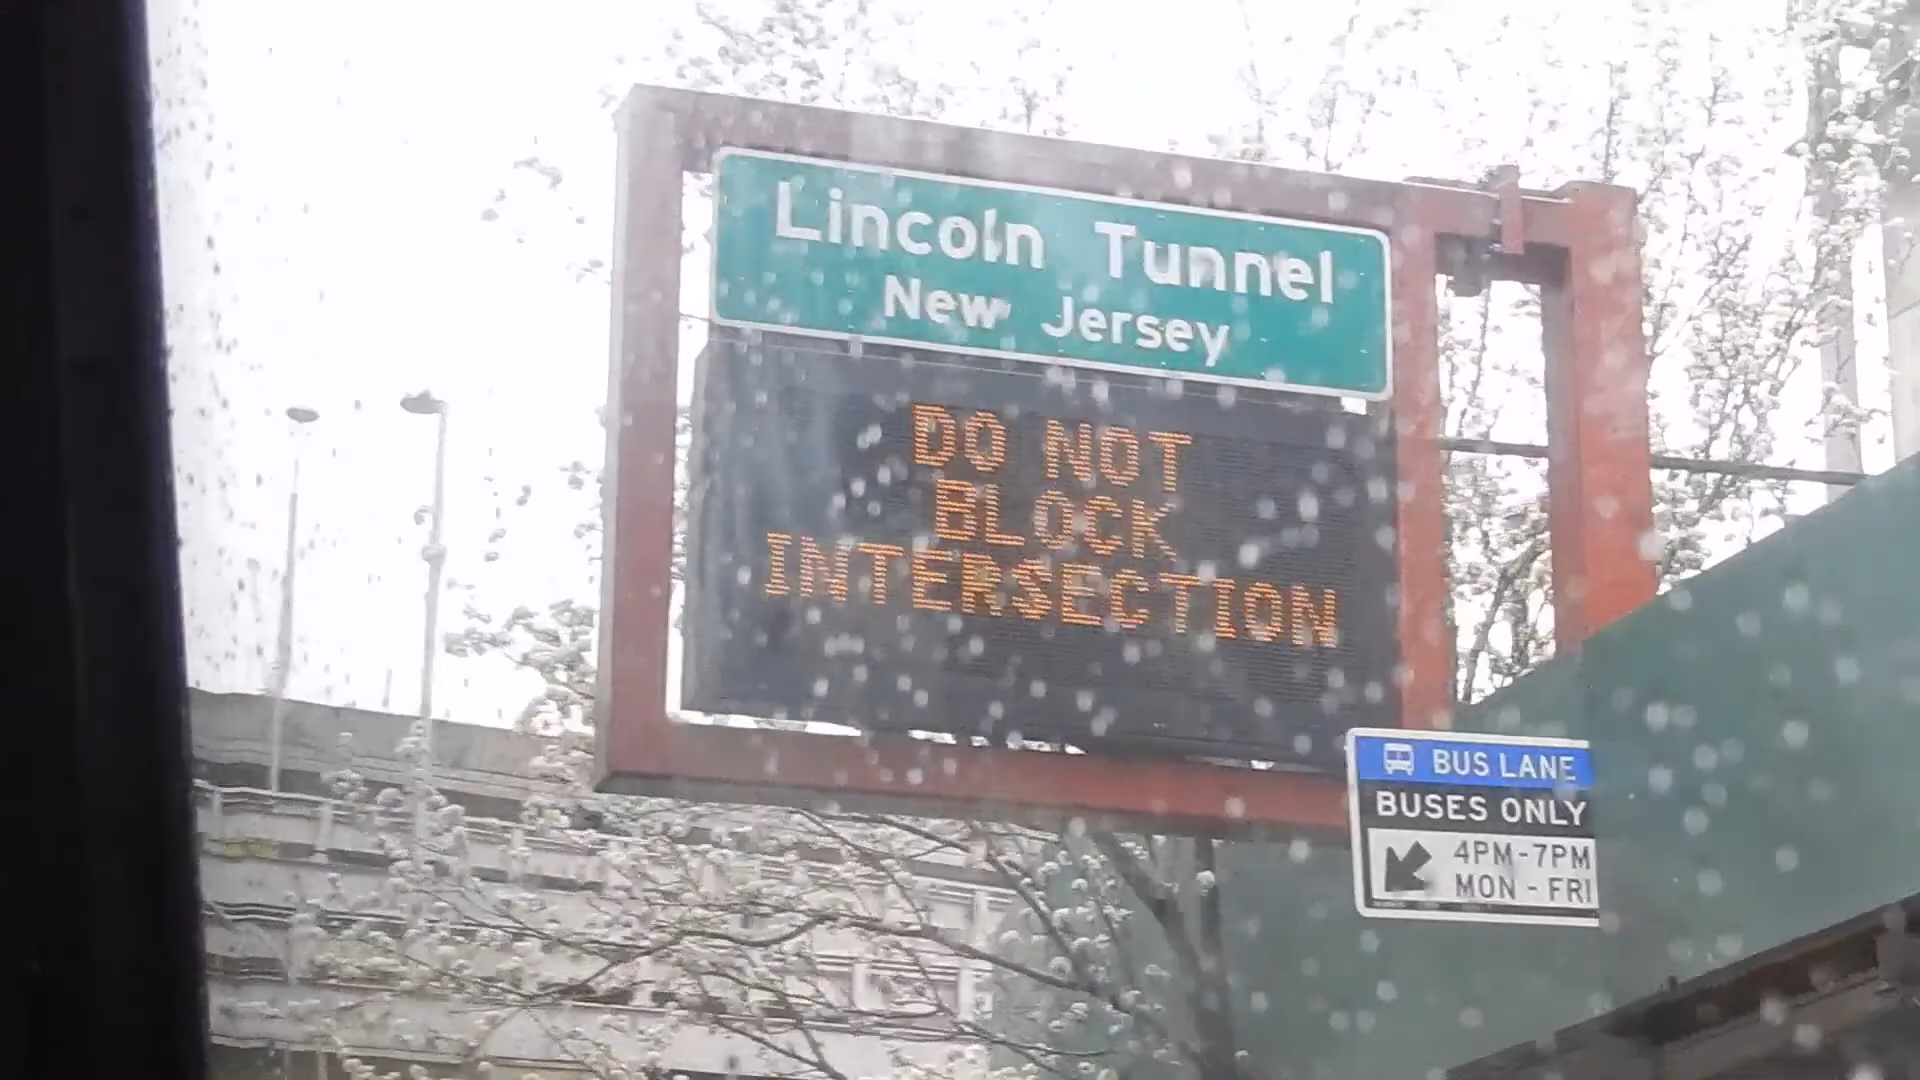 Lincoln Tunnel
New Jersey
DO NOT
BLOCK
INTERSECTION
BUS LANE
BUSES ONLY
4PM-7PM
MON - FRI